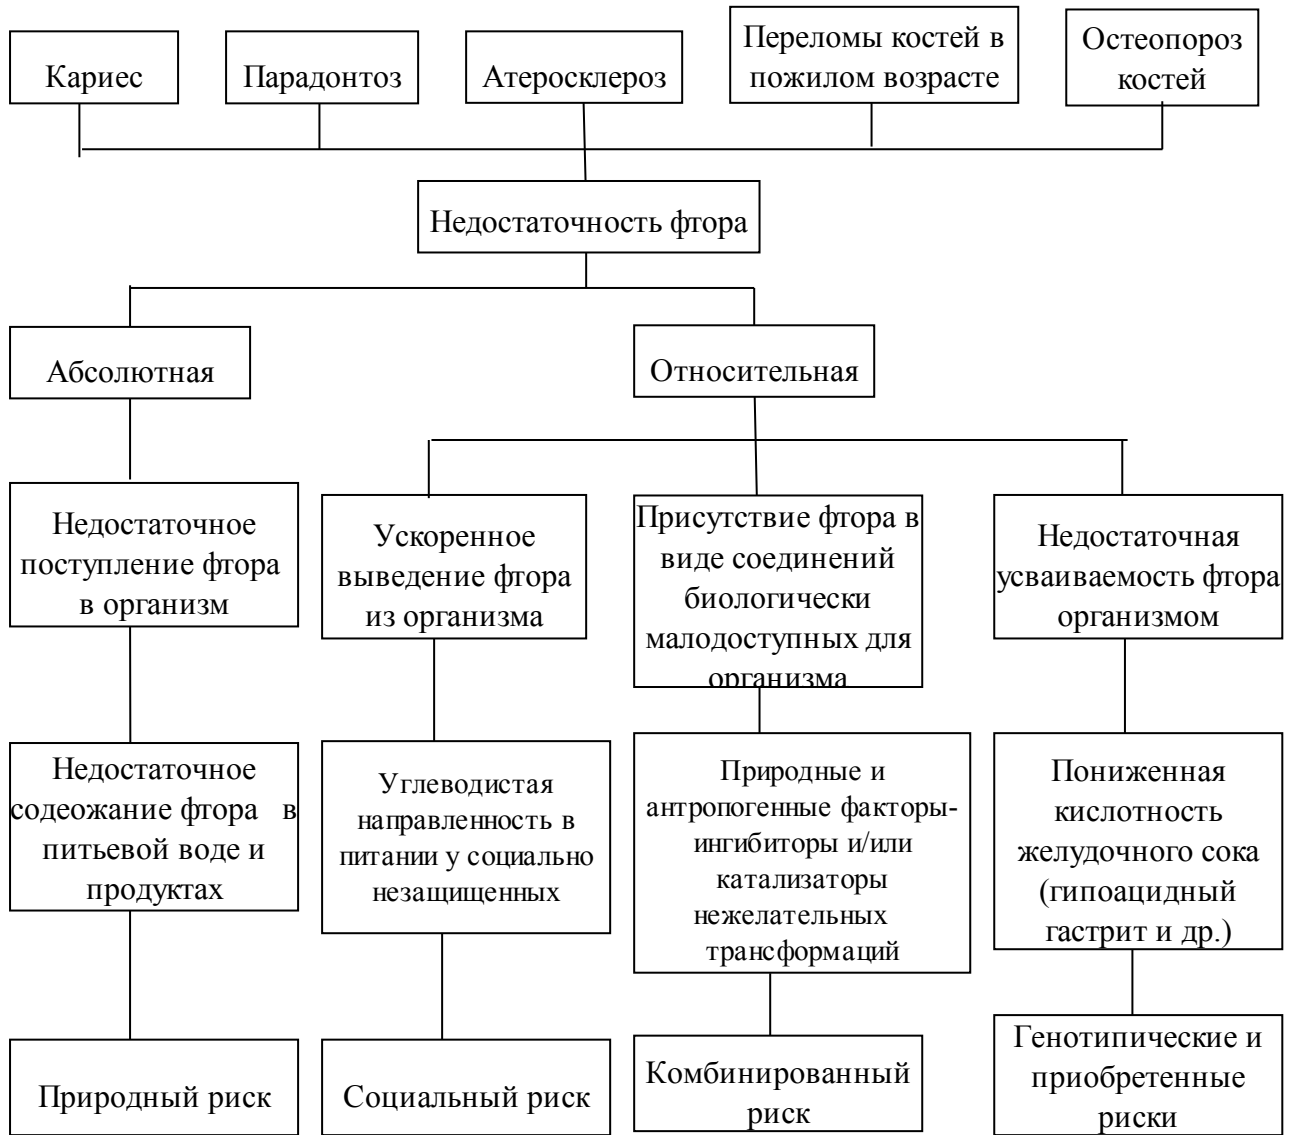 Кариес
Парадонтоз
Атеросклероз
Переломы костей в
пожилом возрасте
Остеопороз
костей
Недостаточность фтора
Абсолютная
Относительная
Недостаточное
поступление фтора
в организм
Ускоренное
выведение фтора
из организма
Присутствие фтора в
виде соединений
биологически
малодоступных для
организма
Недостаточная
усваиваемость фтора
организмом
Недостаточное
содеожание фтора в
питьевой воде и
продуктах
Углеводистая
направленность в
питании у социально
незащищенных
Природные и
антропогенные факторы-
ингибиторы и/или
катализаторы
нежелательных
трансформаций
Пониженная
кислотность
желудочного сока
(гипоацидный
гастрит и др.)
Природный риск
Социальный риск
Комбинированный
риск
Генотипические и
приобретенные
риски